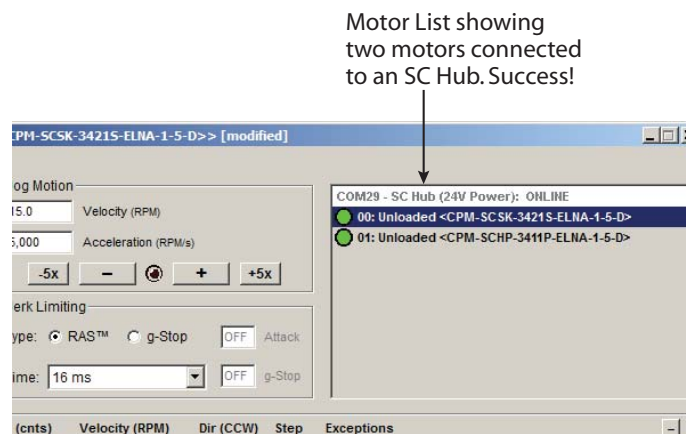 Motor List showing
two motors connected
to an SC Hub. Success!
CPM-SCSK-3421S-ELNA-1-5-D>> [modified]
og Motion
15.0 Velocity (RPM)
5,000 Acceleration (RPM/s)
-5x − + +5x
erk Limiting
ype: RAS™ g-Stop OFF Attack
ime: 16 ms OFF g-Stop
COM29 - SC Hub (24V Power): ONLINE
00: Unloaded <CPM-SCSK-3421S-ELNA-1-5-D>
01: Unloaded <CPM-SCHP-3411P-ELNA-1-5-D>
(cnts) Velocity (RPM) Dir (CCW) Step Exceptions